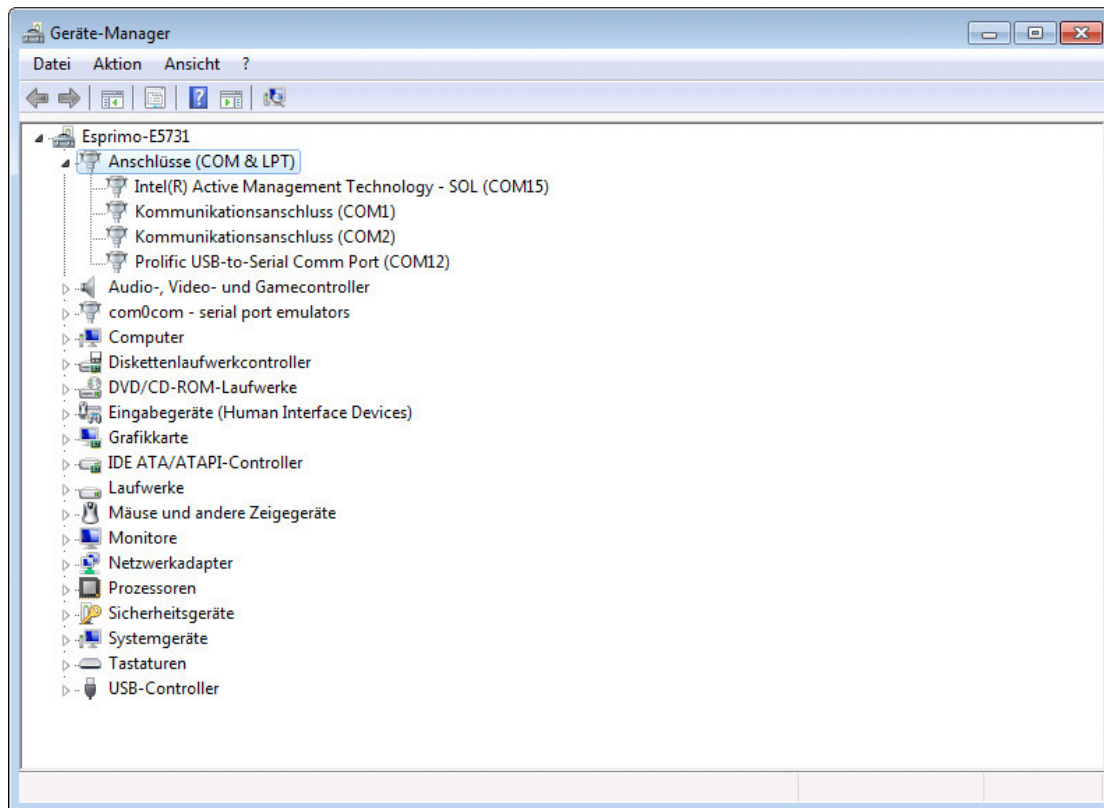 Geräte-Manager
Datei Aktion Ansicht ?
Esprimo-E5731
Anschlüsse (COM & LPT)
Intel(R) Active Management Technology - SOL (COM15)
Kommunikationsanschluss (COM1)
Kommunikationsanschluss (COM2)
Prolific USB-to-Serial Comm Port (COM12)
Audio-, Video- und Gamecontroller
com0com - serial port emulators
Computer
Diskettenlaufwerkcontroller
DVD/CD-ROM-Laufwerke
Eingabegeräte (Human Interface Devices)
Grafikkarte
IDE ATA/ATAPI-Controller
Laufwerke
Mäuse und andere Zeigegeräte
Monitore
Netzwerkadapter
Prozessoren
Sicherheitsgeräte
Systemgeräte
Tastaturen
USB-Controller